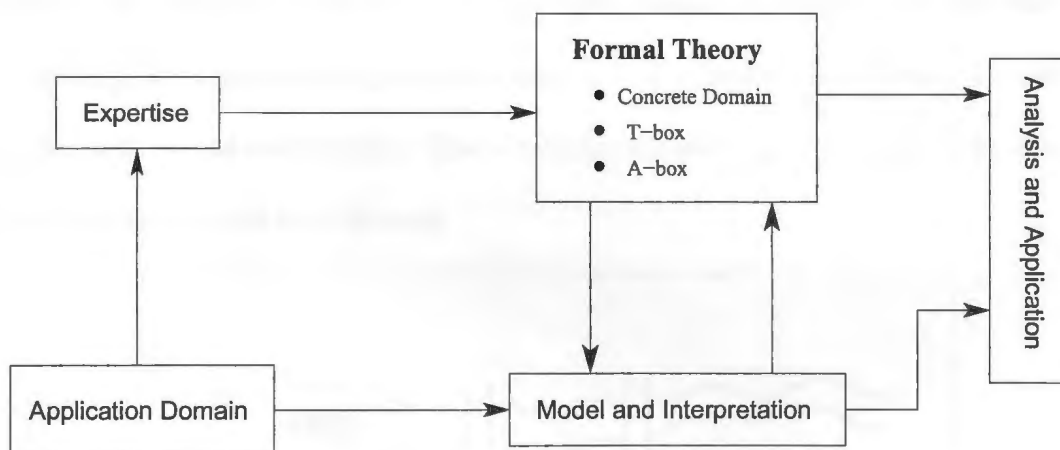 Formal Theory
• Concrete Domain
• T-box
• A-box
Expertise
Analysis and Application
Application Domain
Model and Interpretation